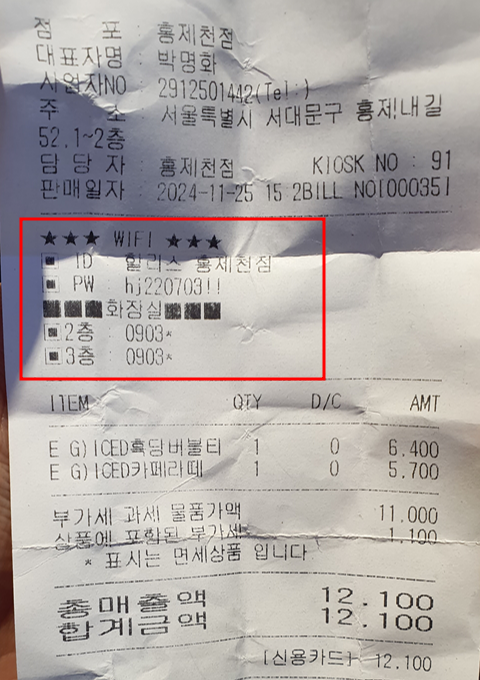 점 포 : 홍제천점
대표자명 : 박명화
사업자NO : 2912501442(Tel:)
주 소 : 서울특별시 서대문구 홍제내길
52,1~2층
담 당 자 : 홍제천점 KIOSK NO : 91
판매일자 : 2024-11-25 15:2BILL NO[00035]
★★★ WIFI ★★★
▣ ID : 할리스 홍제천점
▣ PW : hj220703!!
■■■화장실■■■
▣2층 : 0903*
▣3층 : 0903*
ITEM QTY D/C AMT
E G)ICED흑당버블티 1 0 6,400
E G)ICED카페라떼 1 0 5,700
부가세 과세 물품가액 11,000
상품에 포함된 부가세 1,100
* 표시는 면세상품 입니다
총매출액 12,100
합계금액 12,100
[신용카드] 12,100